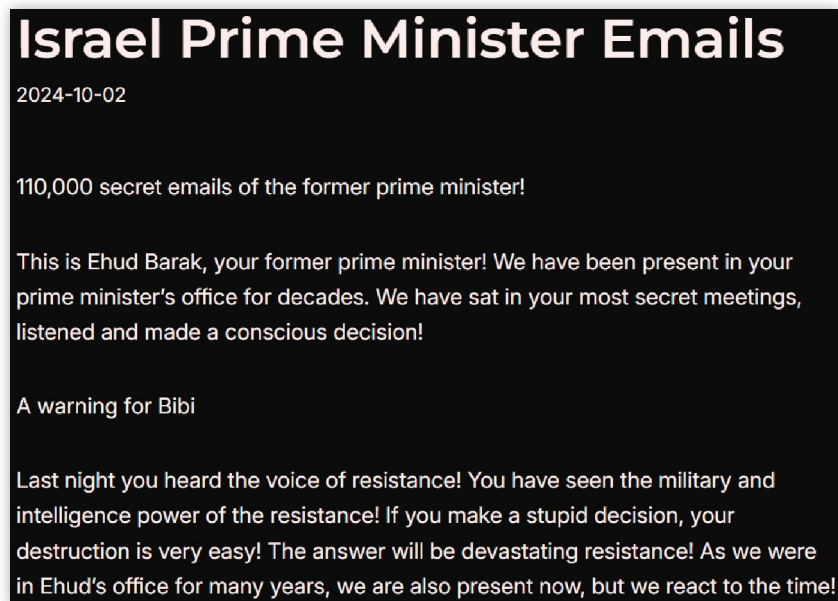 Israel Prime Minister Emails
2024-10-02
110,000 secret emails of the former prime minister!
This is Ehud Barak, your former prime minister! We have been present in your
prime minister's office for decades. We have sat in your most secret meetings,
listened and made a conscious decision!
A warning for Bibi
Last night you heard the voice of resistance! You have seen the military and
intelligence power of the resistance! If you make a stupid decision, your
destruction is very easy! The answer will be devastating resistance! As we were
in Ehud's office for many years, we are also present now, but we react to the time!